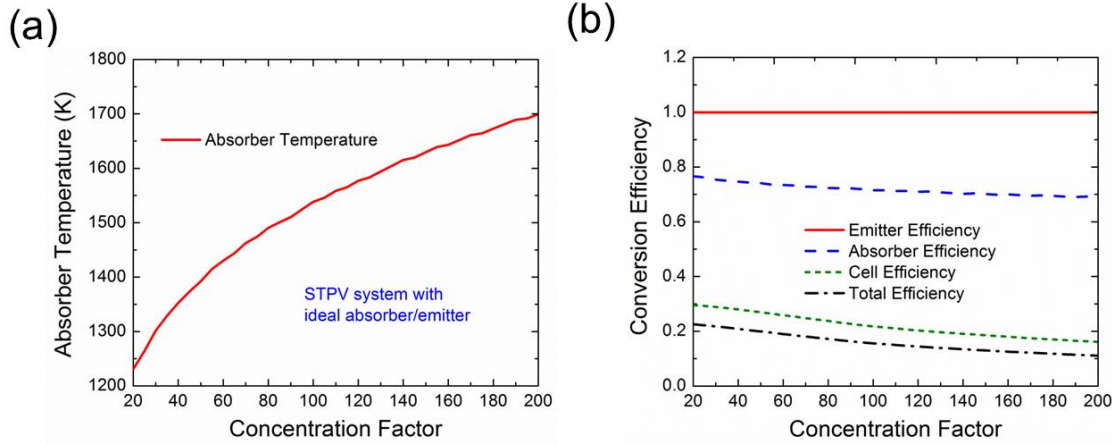 (a)
1800
1700
1600
1500
1400
1300
1200
Absorber Temperature (K)
Absorber Temperature
STPV system with
ideal absorber/emitter
20 40 60 80 100 120 140 160 180 200
Concentration Factor
(b)
1.2
1.0
0.8
0.6
0.4
0.2
0.0
Conversion Efficiency
Emitter Efficiency
Absorber Efficiency
Cell Efficiency
Total Efficiency
20 40 60 80 100 120 140 160 180 200
Concentration Factor